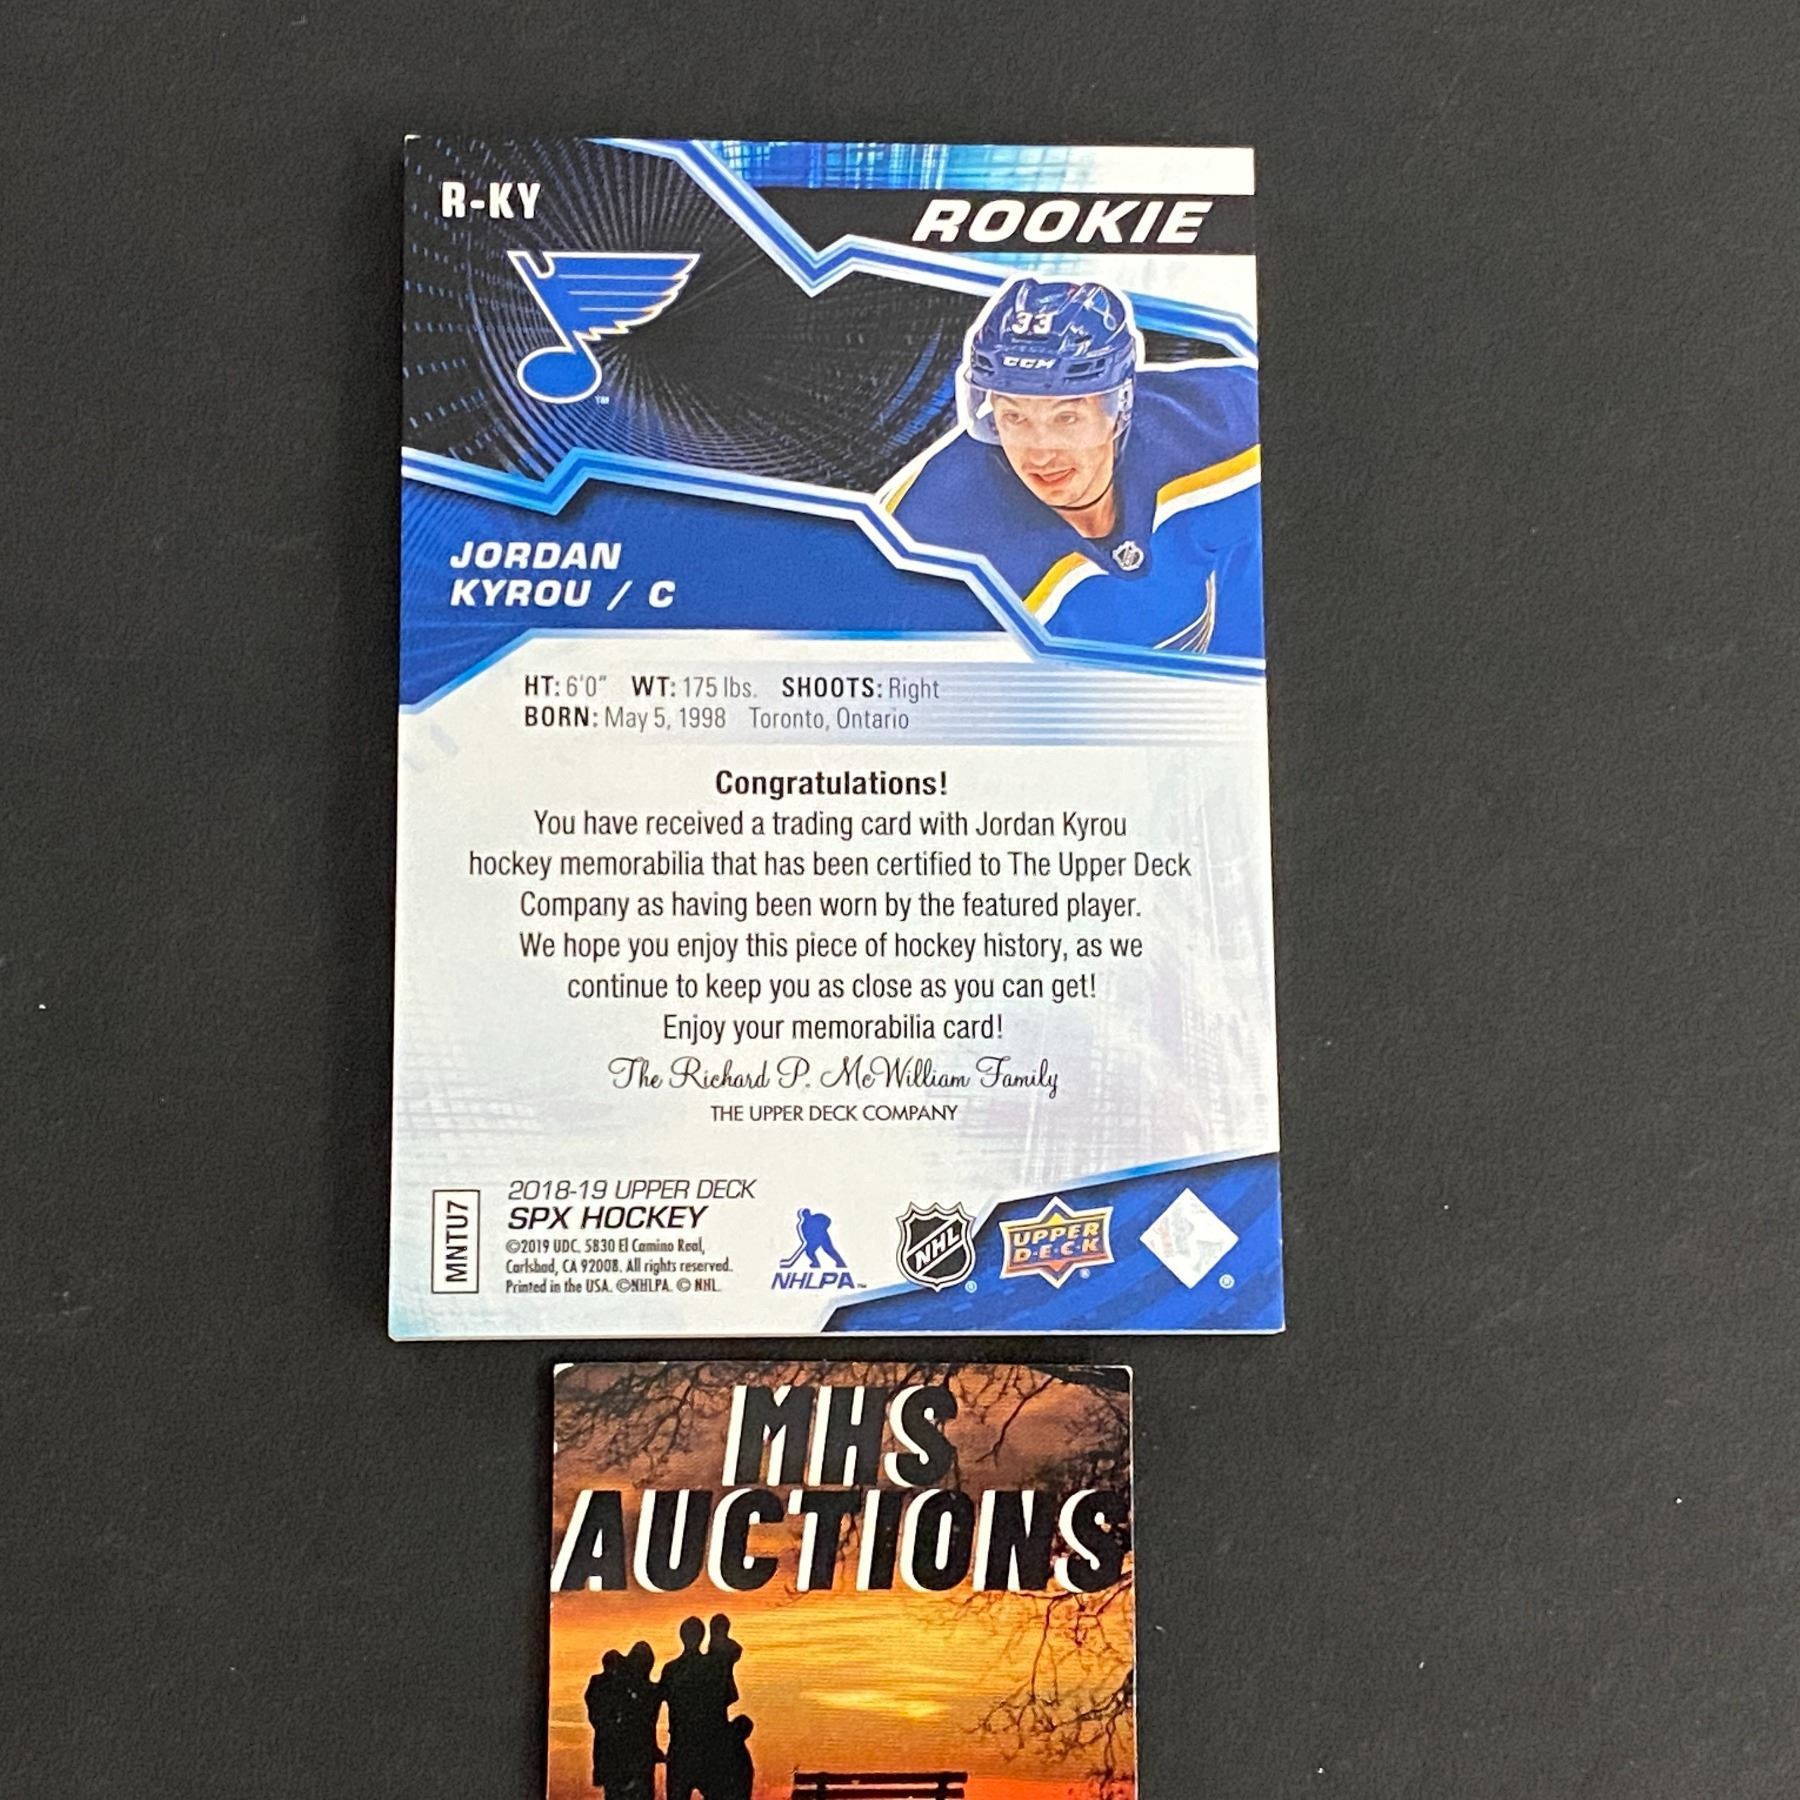 R-KY
ROOKIE
33
CCM
TM
JORDAN
KYROU / C
HT: 6'0" WT: 175 lbs. SHOOTS: Right
BORN: May 5, 1998 Toronto, Ontario
Congratulations!
You have received a trading card with Jordan Kyrou
hockey memorabilia that has been certified to The Upper Deck
Company as having been worn by the featured player.
We hope you enjoy this piece of hockey history, as we
continue to keep you as close as you can get!
Enjoy your memorabilia card!
The Richard P. McWilliam Family
THE UPPER DECK COMPANY
MNTU7
2018-19 UPPER DECK
SPX HOCKEY
©2019 UDC. 5830 El Camino Real,
Carlsbad, CA 92008. All rights reserved.
Printed in the USA. ©NHLPA. © NHL.
NHLPA™
NHL ®
UPPER
D·E·C·K ®
®
MHS
AUCTIONS